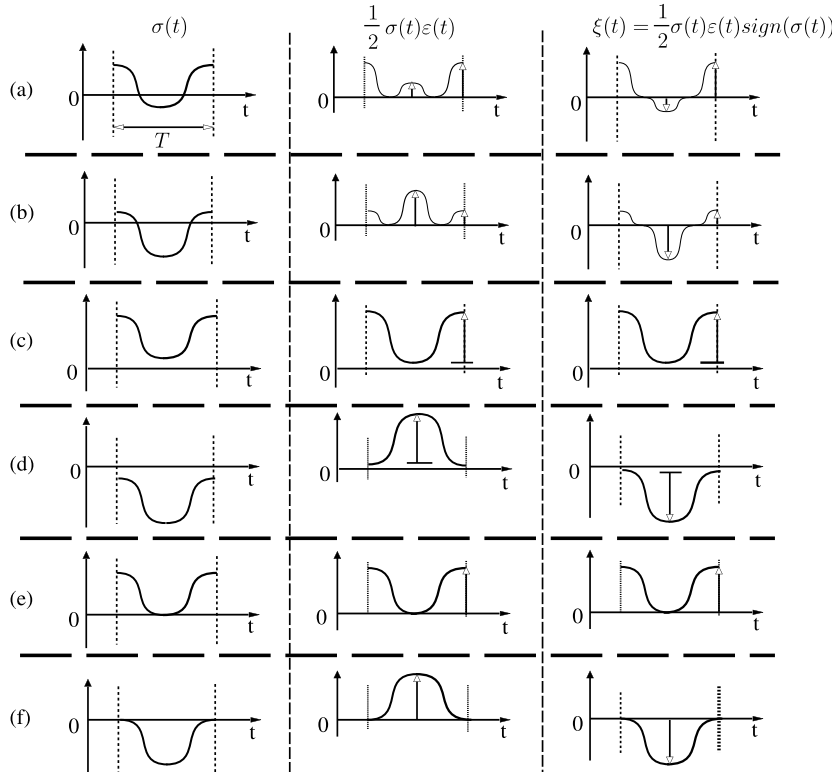 σ(t) 1/2 σ(t)ε(t) ξ(t) = 1/2 σ(t)ε(t)sign(σ(t))
(a) 0 t T 0 t 0 t
(b) 0 t 0 t 0 t
(c) 0 t 0 t 0 t
(d) 0 t 0 t 0 t
(e) 0 t 0 t 0 t
(f) 0 t 0 t 0 t